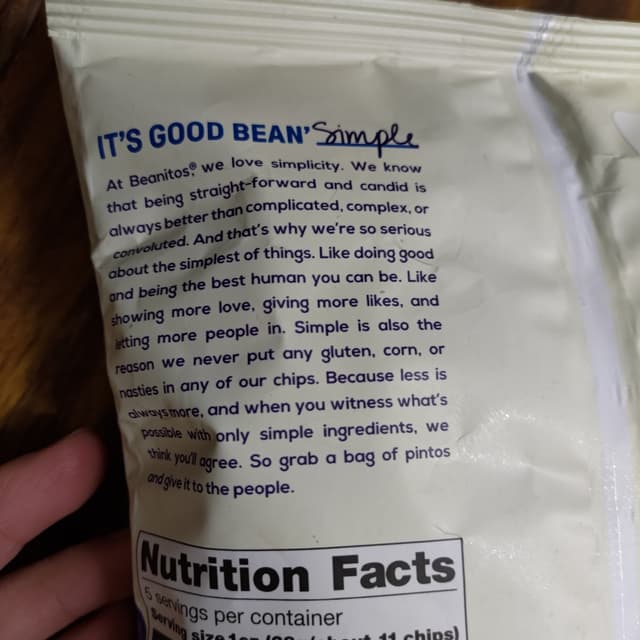 IT'S GOOD BEAN' Simple
At Beanitos®, we love simplicity. We know
that being straight-forward and candid is
always better than complicated, complex, or
convoluted. And that's why we're so serious
about the simplest of things. Like doing good
and being the best human you can be. Like
showing more love, giving more likes, and
letting more people in. Simple is also the
reason we never put any gluten, corn, or
nasties in any of our chips. Because less is
always more, and when you witness what's
possible with only simple ingredients, we
think you'll agree. So grab a bag of pintos
and give it to the people.
Nutrition Facts
5 servings per container
Serving size 11 chips)